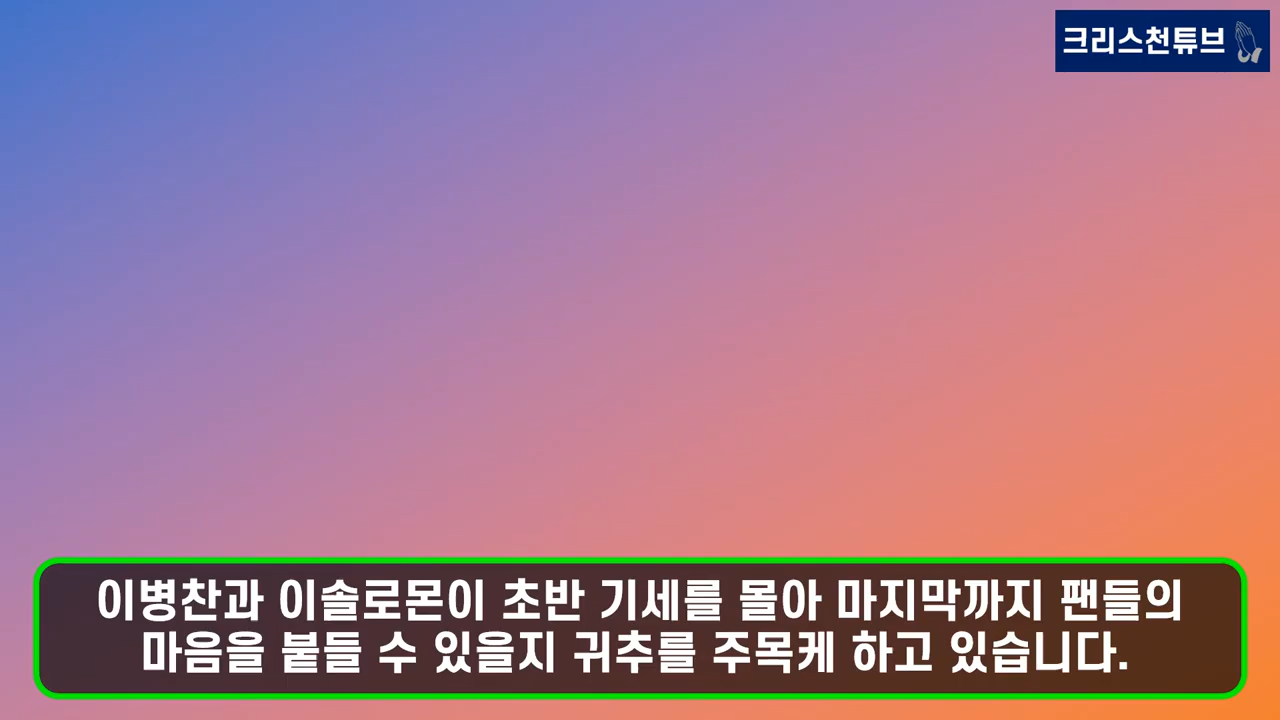 크리스천튜브
이병찬과 이솔로몬이 초반 기세를 몰아 마지막까지 팬들의
마음을 붙들 수 있을지 귀추를 주목케 하고 있습니다.